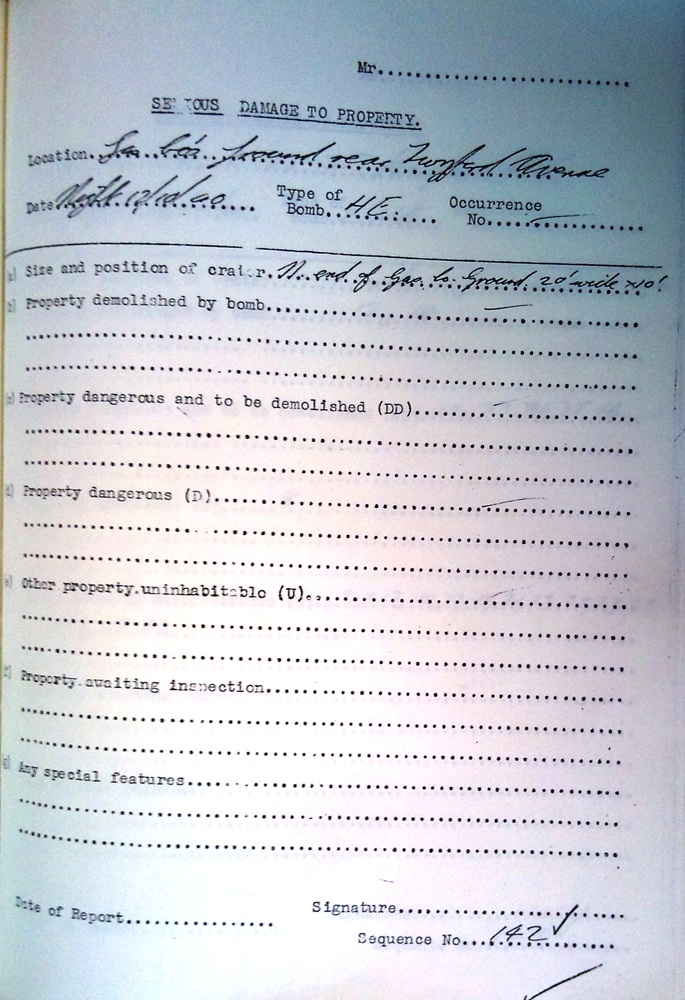 Mr..............................
SERIOUS DAMAGE TO PROPERTY.
Location. Gas Co's. ground near Twyford Avenue
Date Night 12/10/40 Type of Bomb. H.E. Occurrence No. —
a) Size and position of crater. N. end of Gas Co Ground 20' wide x 10'.
b) Property demolished by bomb. —
c) Property dangerous and to be demolished (DD). —
d) Property dangerous (D). —
e) Other property uninhabitable (U). —
f) Property awaiting inspection.
g) Any special features.
Date of Report. Signature.
Sequence No. 142 ✓